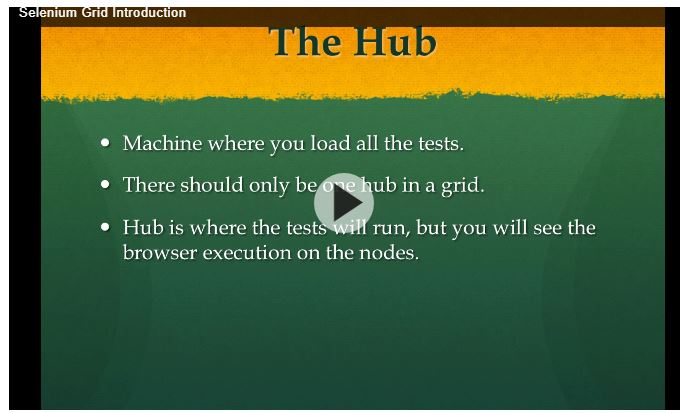 Selenium Grid Introduction
The Hub
• Machine where you load all the tests.
• There should only be one hub in a grid.
• Hub is where the tests will run, but you will see the
browser execution on the nodes.